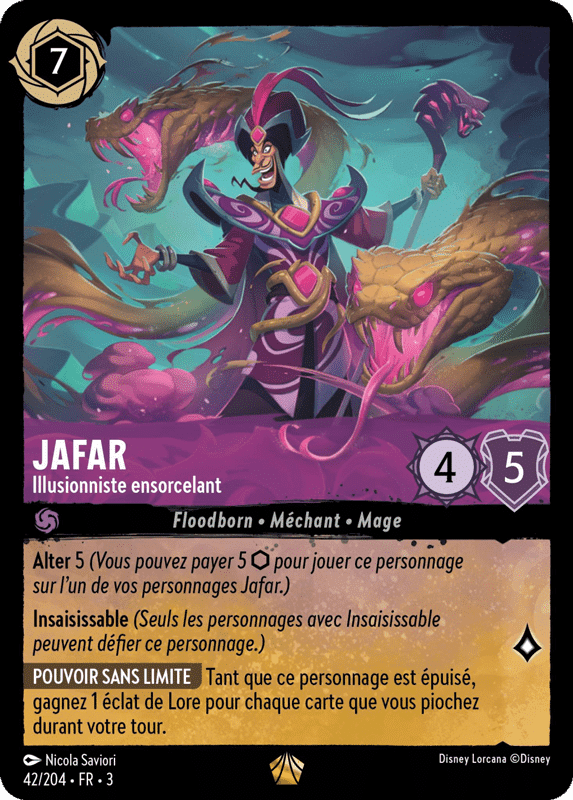 7
JAFAR
Illusionniste ensorcelant
4
5
Floodborn • Méchant • Mage
Alter 5 (Vous pouvez payer 5 pour jouer ce personnage
sur l’un de vos personnages Jafar.)
Insaisissable (Seuls les personnages avec Insaisissable
peuvent défier ce personnage.)
POUVOIR SANS LIMITE Tant que ce personnage est épuisé,
gagnez 1 éclat de Lore pour chaque carte que vous piochez
durant votre tour.
Nicola Saviori
Disney Lorcana ©Disney
42/204 • FR • 3